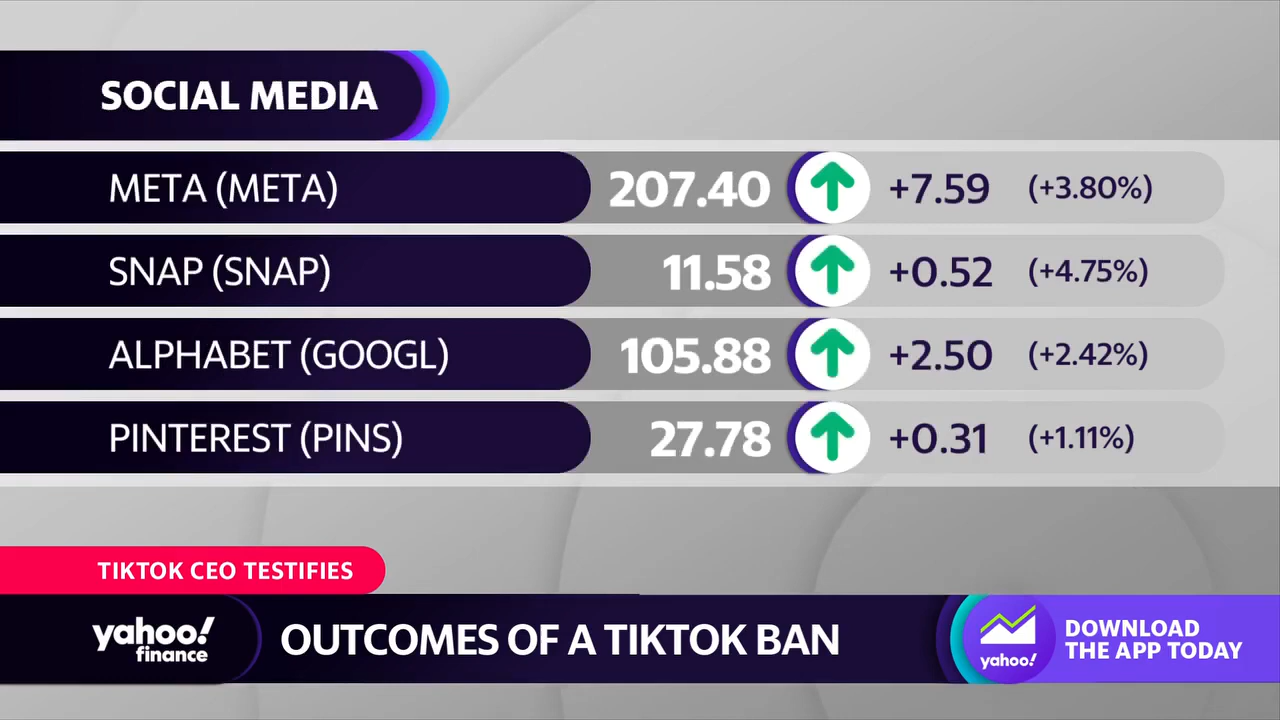 SOCIAL MEDIA
META (META) 207.40 +7.59 (+3.80%)
SNAP (SNAP) 11.58 +0.52 (+4.75%)
ALPHABET (GOOGL) 105.88 +2.50 (+2.42%)
PINTEREST (PINS) 27.78 +0.31 (+1.11%)
TIKTOK CEO TESTIFIES
yahoo!
finance
OUTCOMES OF A TIKTOK BAN
yahoo!
DOWNLOAD
THE APP TODAY